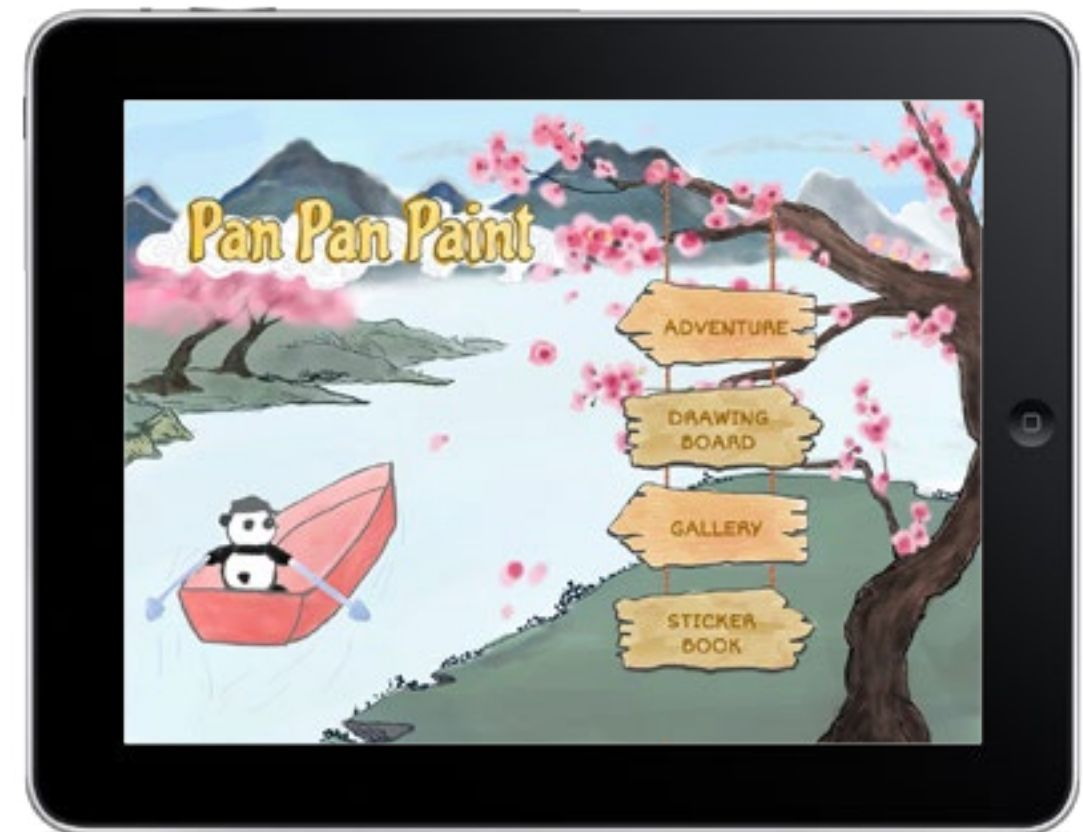 Pan Pan Paint
ADVENTURE
DRAWING
BOARD
GALLERY
STICKER
BOOK